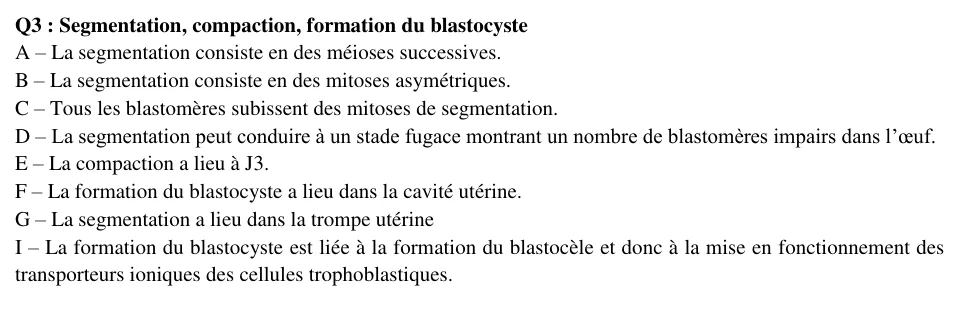 Q3 : Segmentation, compaction, formation du blastocyste
A – La segmentation consiste en des méioses successives.
B – La segmentation consiste en des mitoses asymétriques.
C – Tous les blastomères subissent des mitoses de segmentation.
D – La segmentation peut conduire à un stade fugace montrant un nombre de blastomères impairs dans l’œuf.
E – La compaction a lieu à J3.
F – La formation du blastocyste a lieu dans la cavité utérine.
G – La segmentation a lieu dans la trompe utérine
I – La formation du blastocyste est liée à la formation du blastocèle et donc à la mise en fonctionnement des
transporteurs ioniques des cellules trophoblastiques.